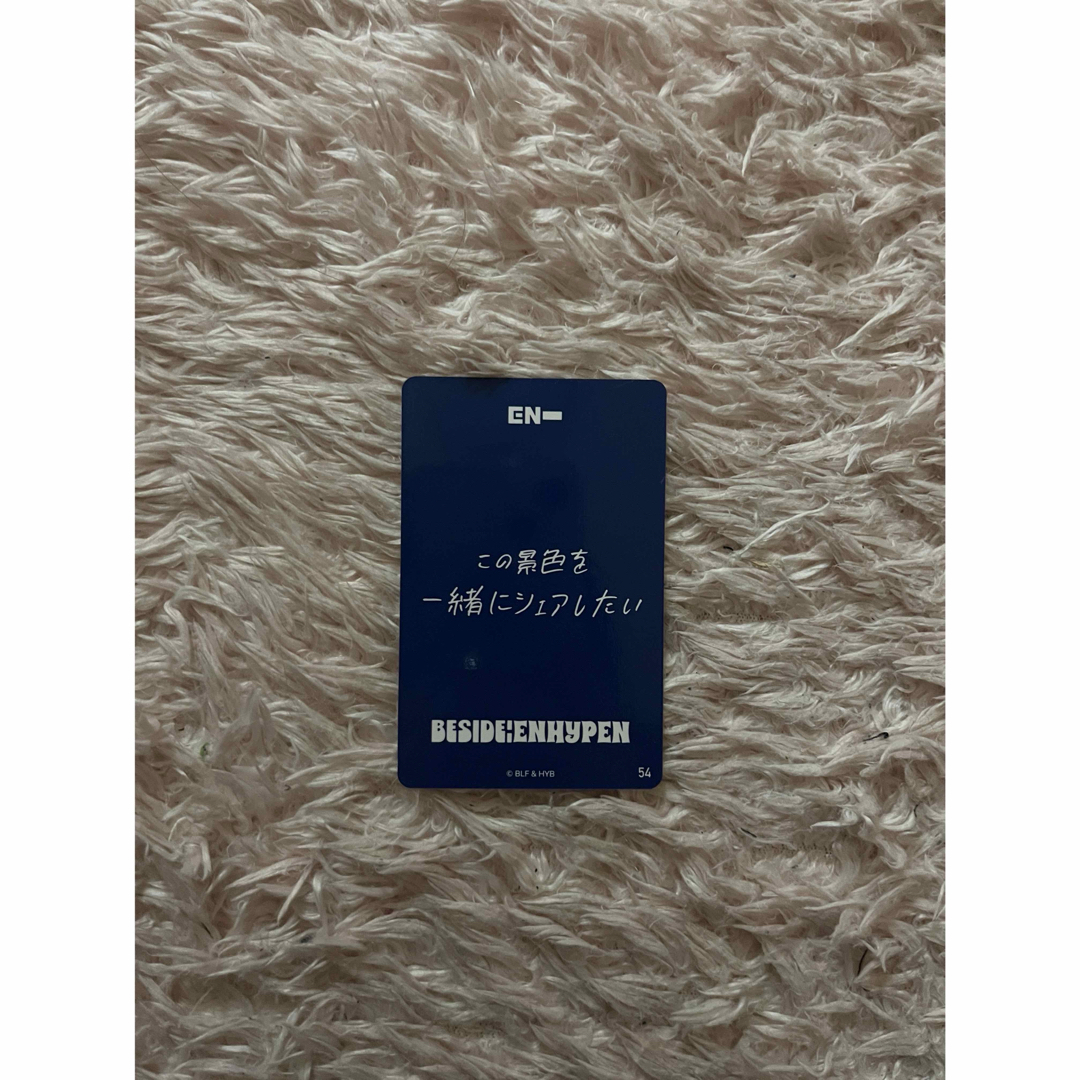 EN-
この景色を
一緒にシェアしたい
BESIDE:ENHYPEN
© BLF & HYB
54